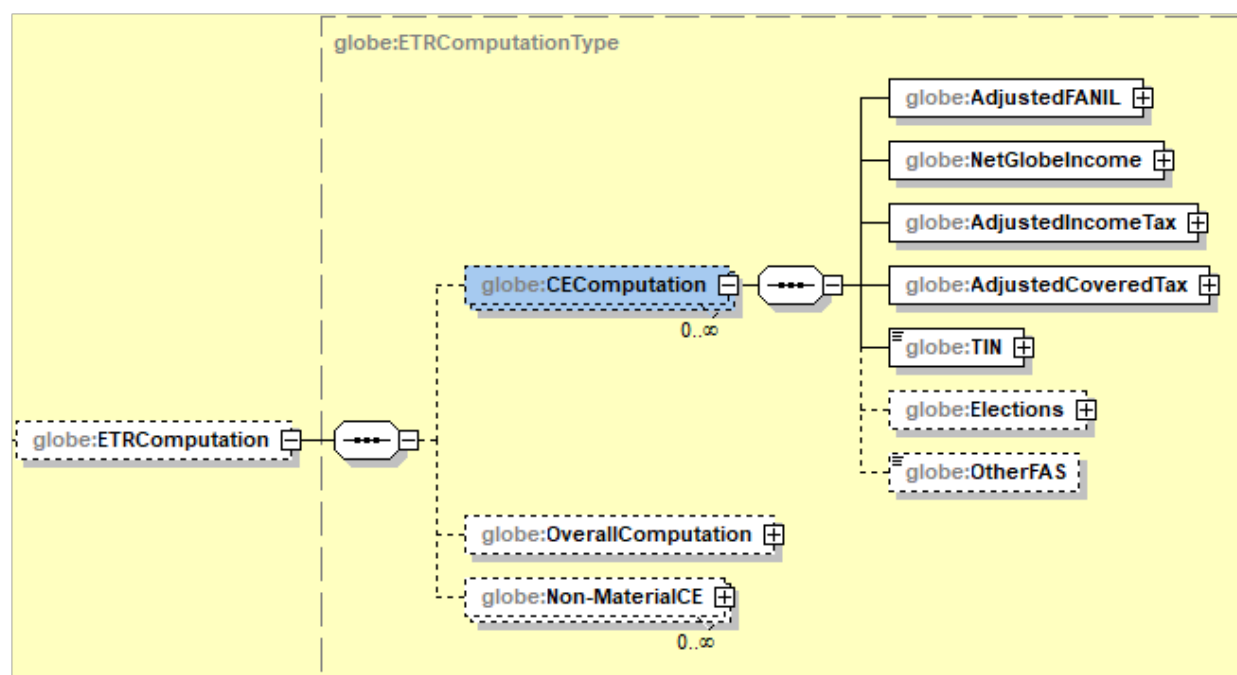 globe:ETRComputationType
globe:AdjustedFANIL
globe:NetGlobeIncome
globe:AdjustedIncomeTax
globe:CEComputation
globe:AdjustedCoveredTax
0..∞
globe:TIN
globe:Elections
globe:ETRComputation
globe:OtherFAS
globe:OverallComputation
globe:Non-MaterialCE
0..∞